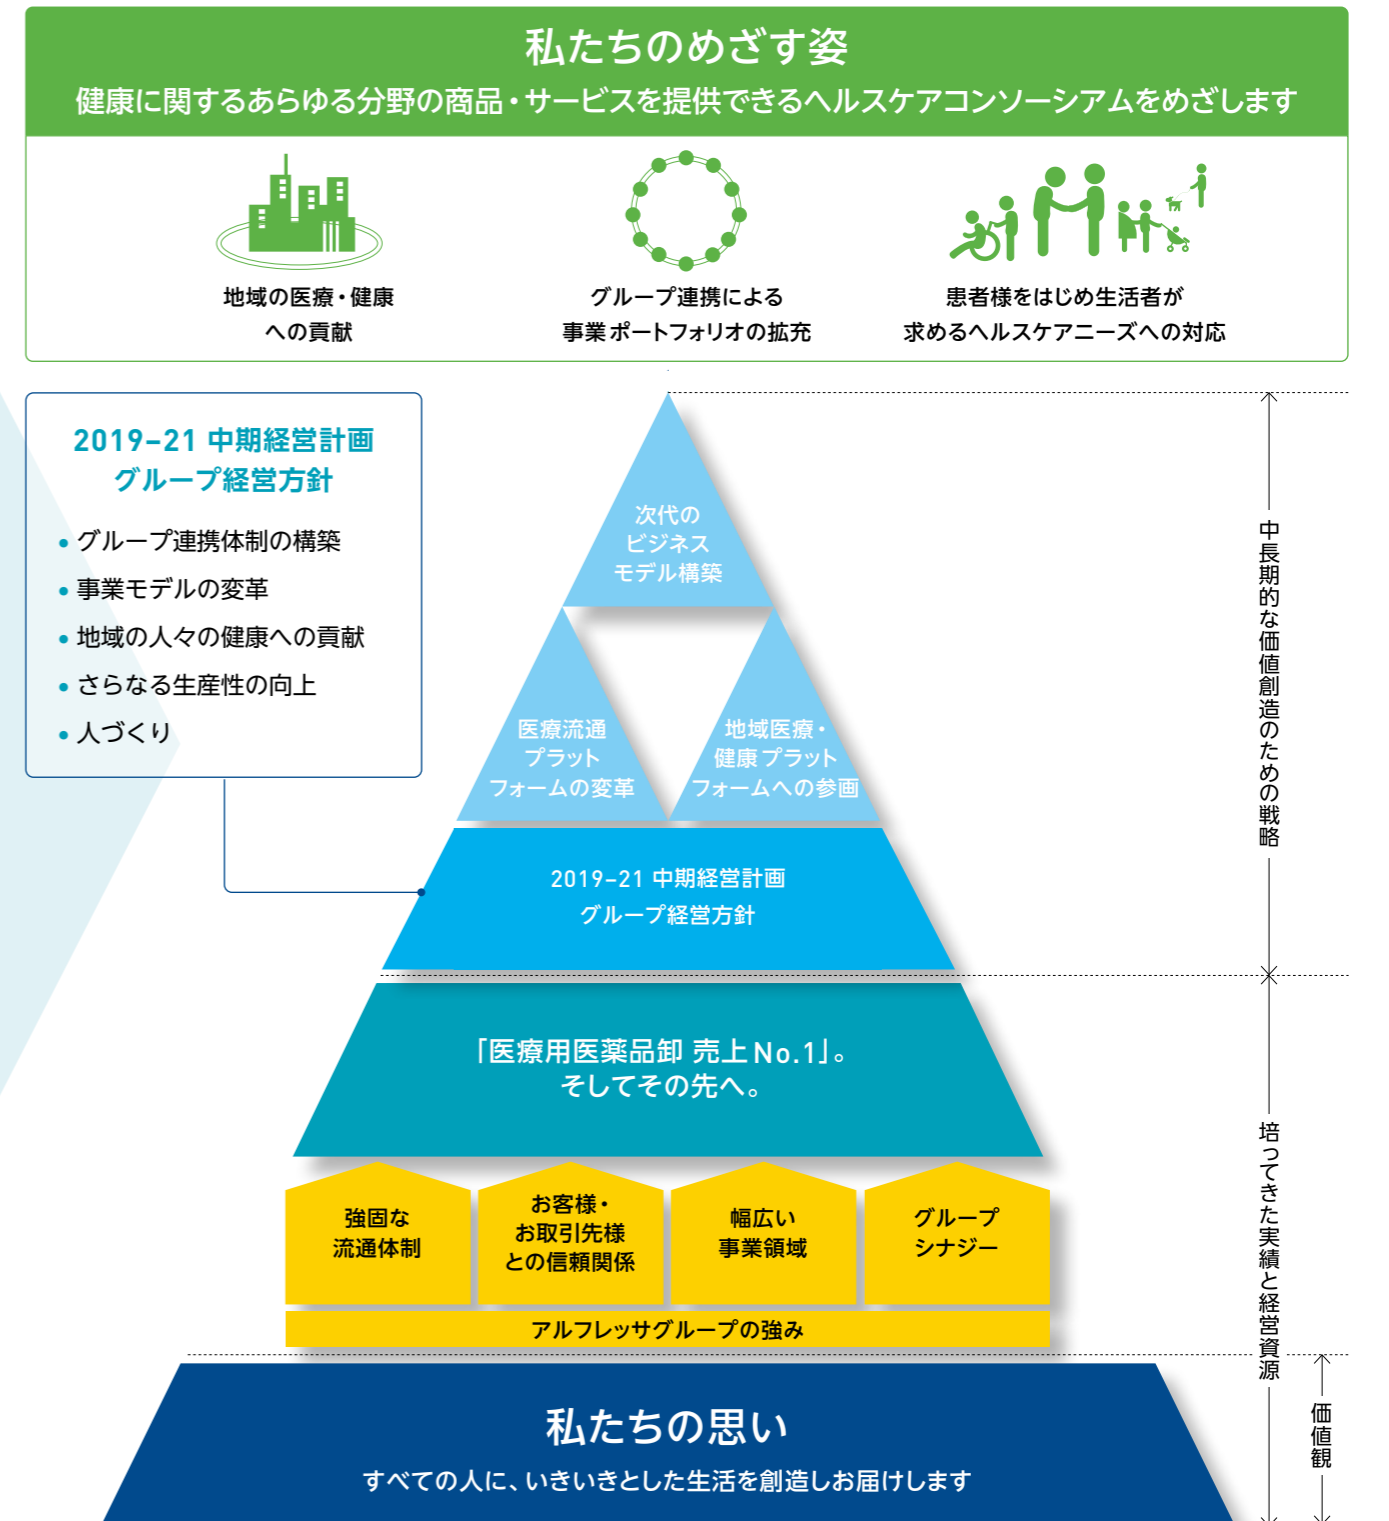 私たちのめざす姿
健康に関するあらゆる分野の商品・サービスを提供できるヘルスケアコンソーシアムをめざします
地域の医療・健康
への貢献
グループ連携による
事業ポートフォリオの拡充
患者様をはじめ生活者が
求めるヘルスケアニーズへの対応
2019−21 中期経営計画
グループ経営方針
• グループ連携体制の構築
• 事業モデルの変革
• 地域の人々の健康への貢献
• さらなる生産性の向上
• 人づくり
次代の
ビジネス
モデル構築
医療流通
プラット
フォームの変革
地域医療・
健康プラット
フォームへの参画
2019−21 中期経営計画
グループ経営方針
中長期的な価値創造のための戦略
「医療用医薬品卸 売上No.1」。
そしてその先へ。
強固な
流通体制
お客様・
お取引先様
との信頼関係
幅広い
事業領域
グループ
シナジー
アルフレッサグループの強み
培ってきた実績と経営資源
私たちの思い
すべての人に、いきいきとした生活を創造しお届けします
価値観